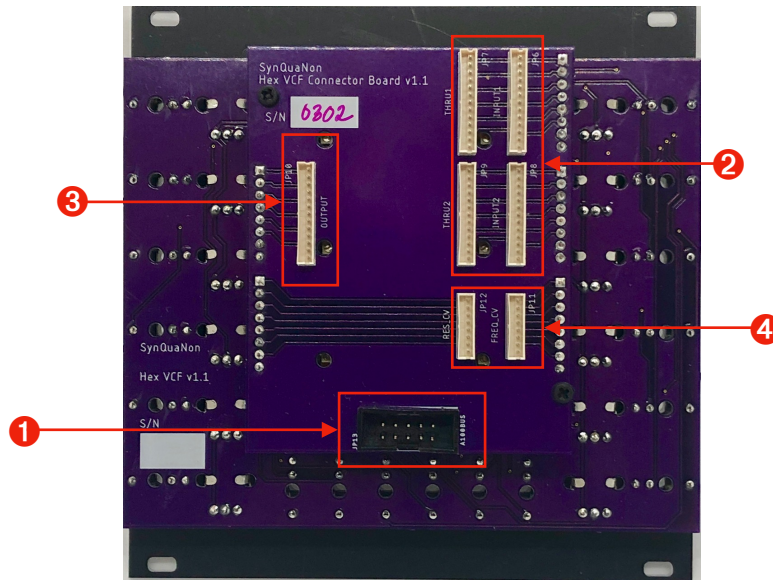 SynQuaNon
Hex VCF Connector Board v1.1
S/N 0302
JP7
JP6
THRU1
INPUT1
2
3
JP10
OUTPUT
JP9
JP8
THRU2
INPUT2
RES_CV
JP12
FREQ_CV
JP11
4
SynQuaNon
Hex VCF v1.1
S/N
1
JP13
A100BUS